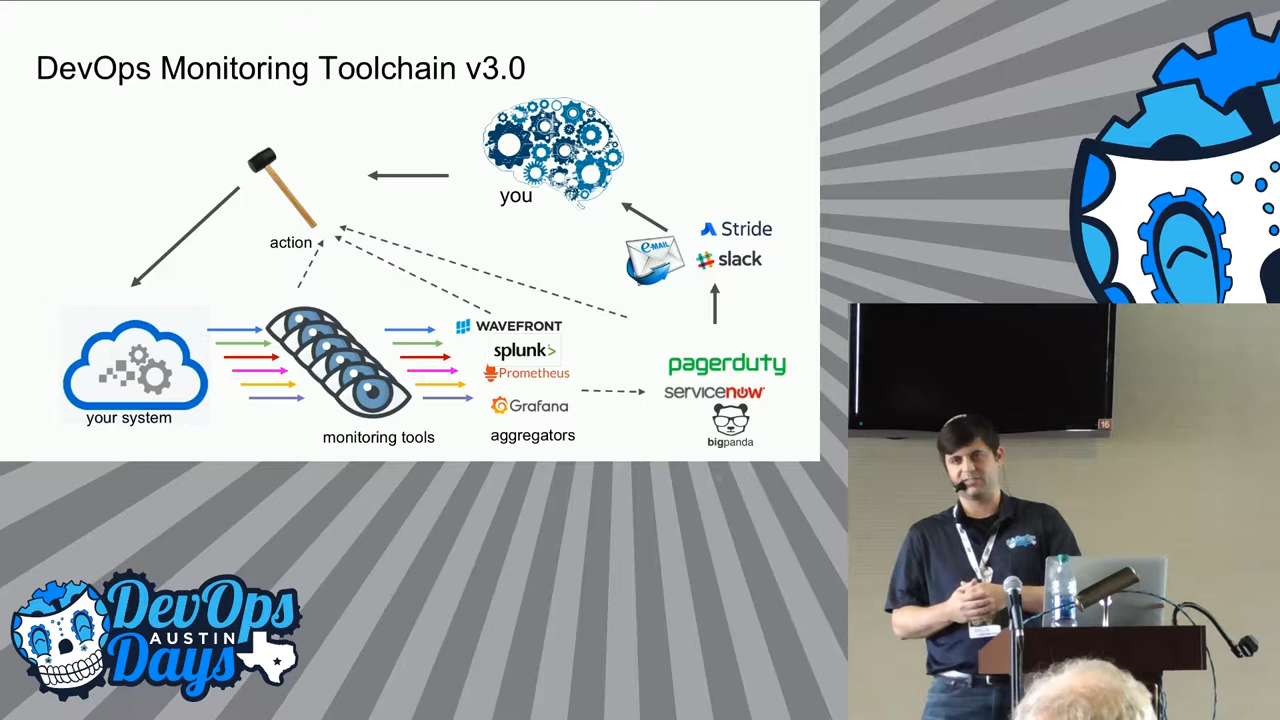 DevOps Monitoring Toolchain v3.0
you
Stride
E-MAIL
slack
action
WAVEFRONT
splunk>
Prometheus
Grafana
pagerduty
servicenow
bigpanda
your system
monitoring tools
aggregators
16
DevOps
AUSTIN
Days